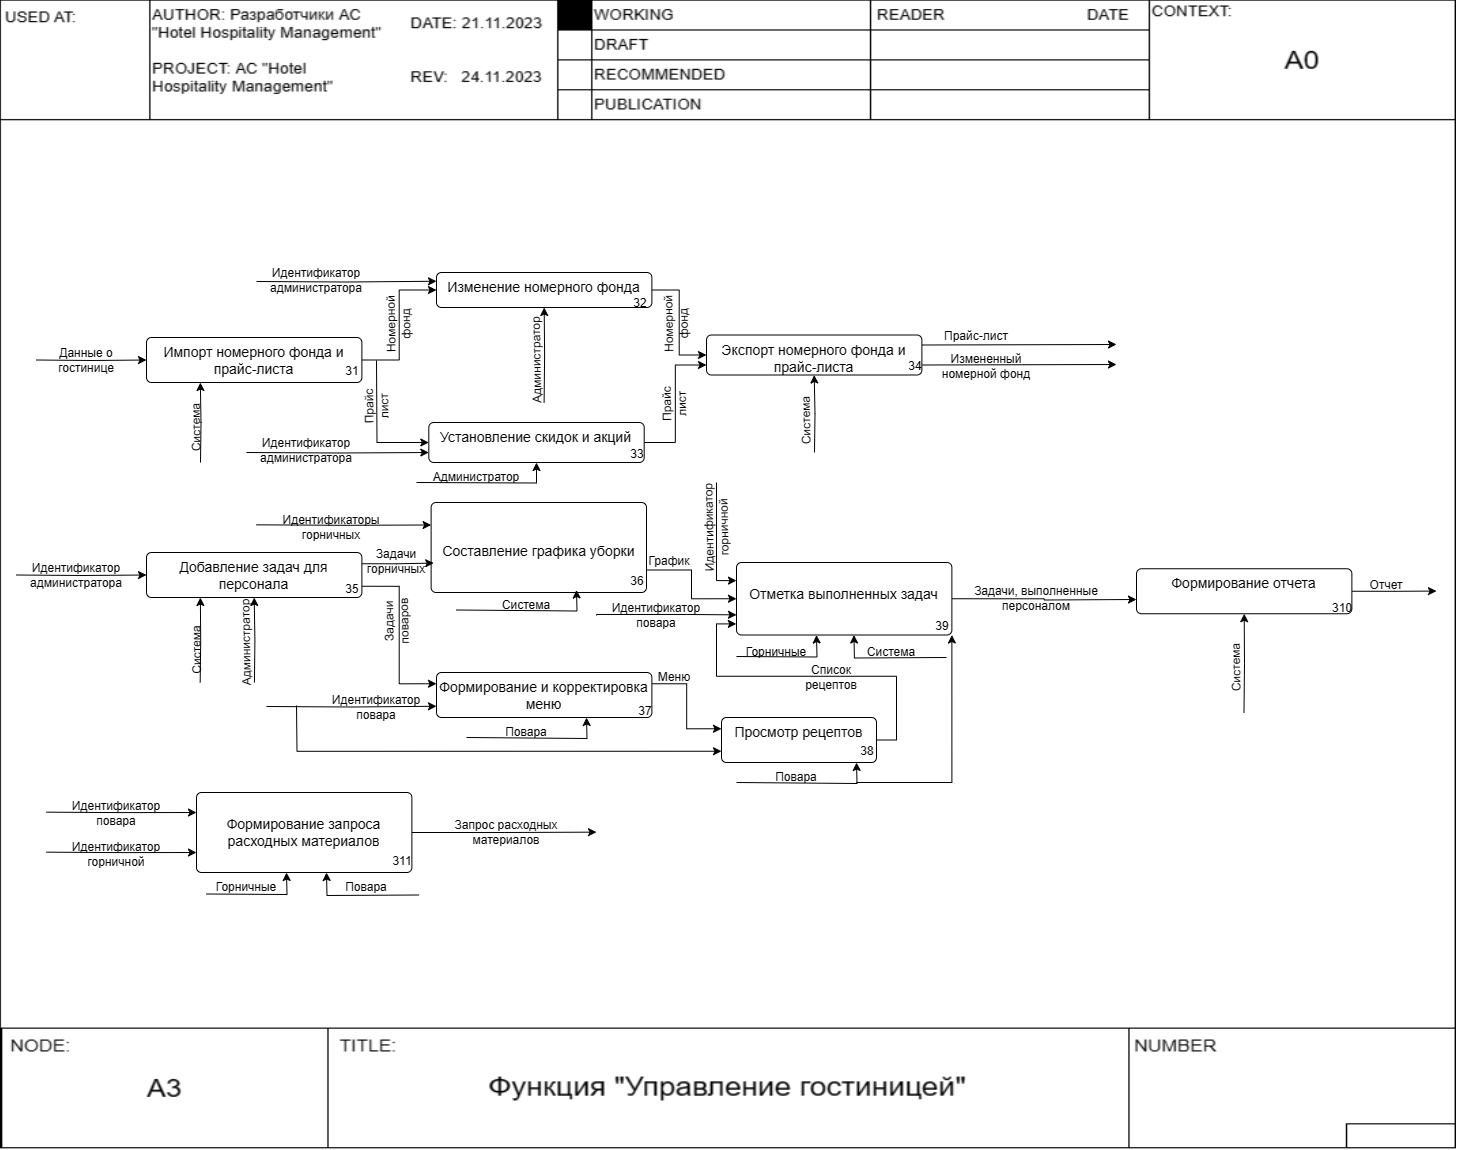 USED AT:
AUTHOR: Разработчики АС
"Hotel Hospitality Management"
DATE: 21.11.2023
PROJECT: АС "Hotel
Hospitality Management"
REV: 24.11.2023
WORKING
DRAFT
RECOMMENDED
PUBLICATION
READER
DATE
CONTEXT:
A0
Идентификатор
администратора
Номерной
фонд
Изменение номерного фонда
32
Администратор
Номерной
фонд
Данные о
гостинице
Импорт номерного фонда и
прайс-листа
31
Система
Прайс
лист
Экспорт номерного фонда и
прайс-листа
34
Система
Прайс-лист
Измененный
номерной фонд
Идентификатор
администратора
Установление скидок и акций
33
Администратор
Прайс
лист
Идентификаторы
горничных
Задачи
горничных
Составление графика уборки
36
Система
График
Идентификатор
горничной
Идентификатор
администратора
Добавление задач для
персонала
35
Система
Администратор
Задачи
поваров
Идентификатор
повара
Отметка выполненных задач
39
Горничные
Система
Задачи, выполненные
персоналом
Формирование отчета
310
Система
Отчет
Список
рецептов
Идентификатор
повара
Формирование и корректировка
меню
37
Повара
Меню
Просмотр рецептов
38
Повара
Идентификатор
повара
Идентификатор
горничной
Формирование запроса
расходных материалов
311
Горничные
Повара
Запрос расходных
материалов
NODE:
A3
TITLE:
Функция "Управление гостиницей"
NUMBER